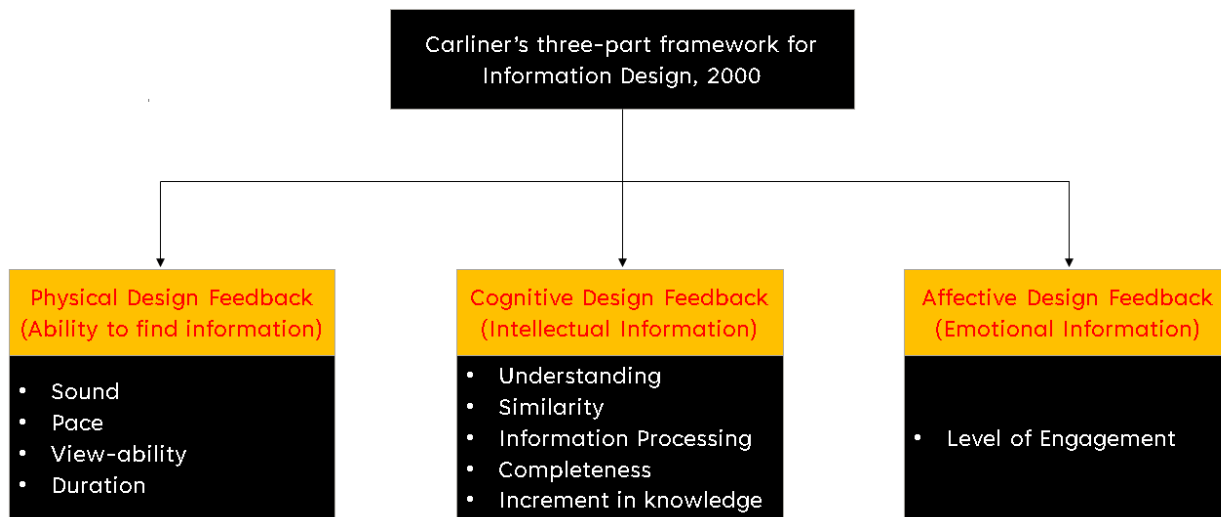 Carliner's three-part framework for
Information Design, 2000
Physical Design Feedback
(Ability to find information)
• Sound
• Pace
• View-ability
• Duration
Cognitive Design Feedback
(Intellectual Information)
• Understanding
• Similarity
• Information Processing
• Completeness
• Increment in knowledge
Affective Design Feedback
(Emotional Information)
• Level of Engagement